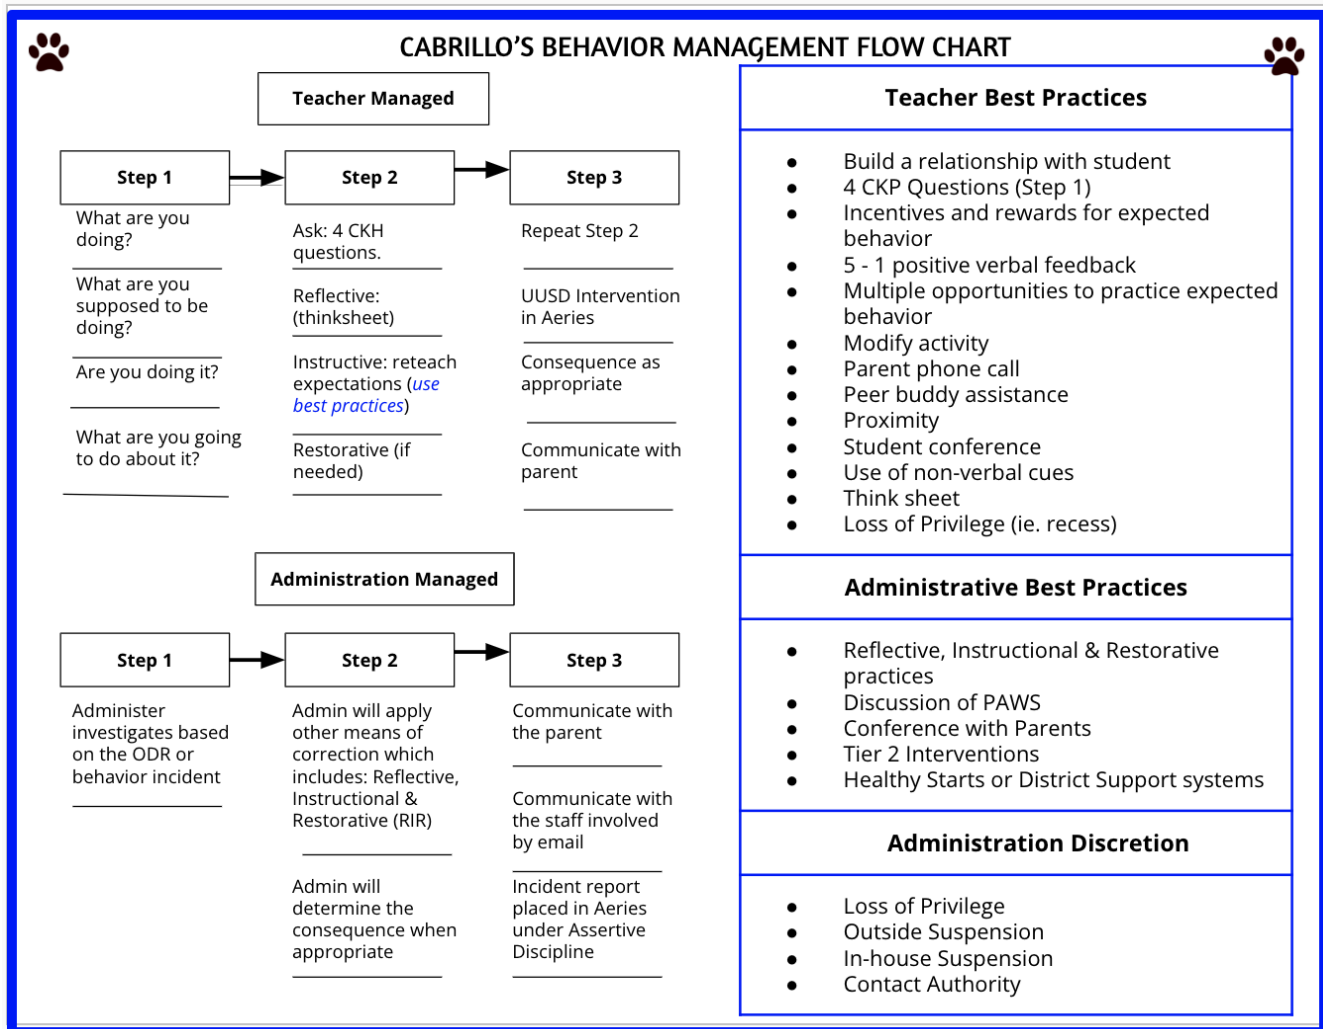 CABRILLO'S BEHAVIOR MANAGEMENT FLOW CHART
Teacher Managed
Step 1
What are you
doing?
What are you
supposed to be
doing?
Are you doing it?
What are you going
to do about it?
Step 2
Ask: 4 CKH
questions.
Reflective:
(thinksheet)
Instructive: reteach
expectations (use
best practices)
Restorative (if
needed)
Step 3
Repeat Step 2
UUSD Intervention
in Aeries
Consequence as
appropriate
Communicate with
parent
Administration Managed
Step 1
Administer
investigates based
on the ODR or
behavior incident
Step 2
Admin will apply
other means of
correction which
includes: Reflective,
Instructional &
Restorative (RIR)
Admin will
determine the
consequence when
appropriate
Step 3
Communicate with
the parent
Communicate with
the staff involved
by email
Incident report
placed in Aeries
under Assertive
Discipline
Teacher Best Practices
● Build a relationship with student
● 4 CKP Questions (Step 1)
● Incentives and rewards for expected
behavior
● 5 - 1 positive verbal feedback
● Multiple opportunities to practice expected
behavior
● Modify activity
● Parent phone call
● Peer buddy assistance
● Proximity
● Student conference
● Use of non-verbal cues
● Think sheet
● Loss of Privilege (ie. recess)
Administrative Best Practices
● Reflective, Instructional & Restorative
practices
● Discussion of PAWS
● Conference with Parents
● Tier 2 Interventions
● Healthy Starts or District Support systems
Administration Discretion
● Loss of Privilege
● Outside Suspension
● In-house Suspension
● Contact Authority